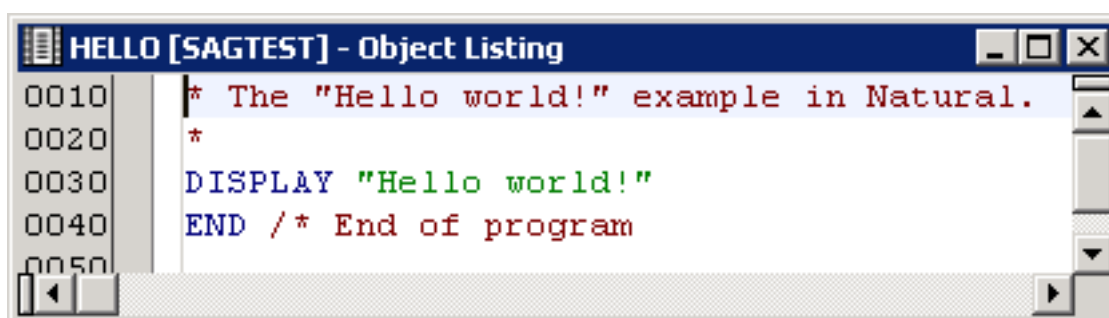 HELLO [SAGTEST] - Object Listing
0010 * The "Hello world!" example in Natural.
0020 *
0030 DISPLAY "Hello world!"
0040 END /* End of program
0050